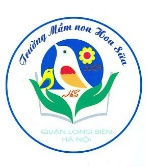 Trường Mầm non Hoa Sữa
QUẬN LONG BIÊN
HÀ NỘI